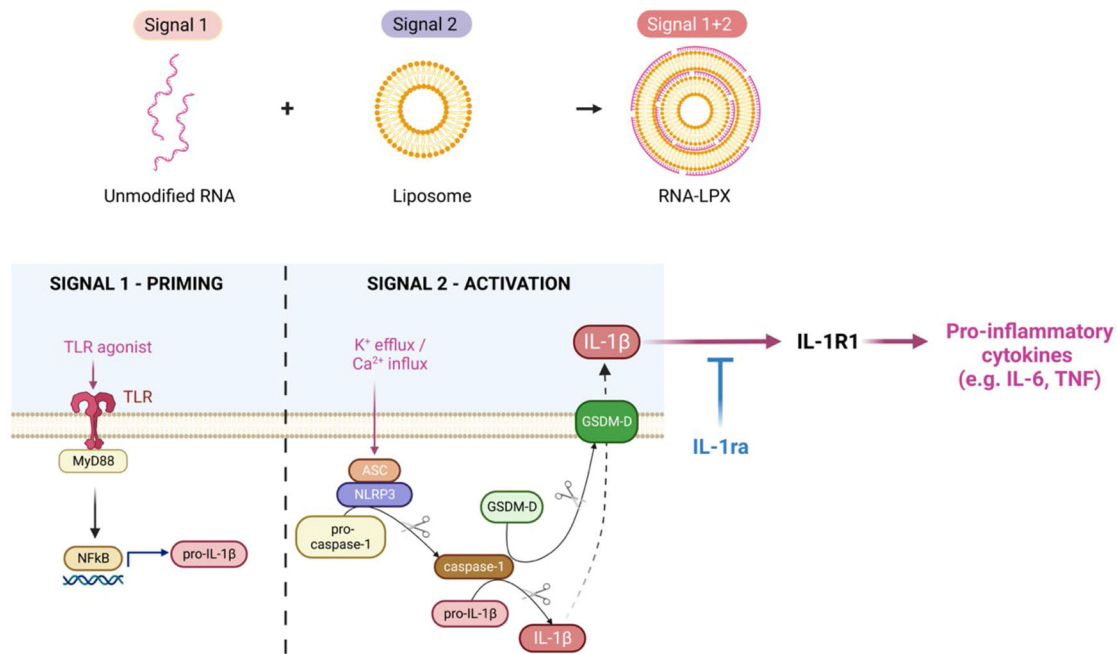 Signal 1
Signal 2
Signal 1+2
+
Unmodified RNA
Liposome
RNA-LPX
SIGNAL 1 - PRIMING
SIGNAL 2 - ACTIVATION
TLR agonist
TLR
MyD88
NFkB
pro-IL-1β
K⁺ efflux /
Ca²⁺ influx
ASC
NLRP3
pro-
caspase-1
GSDM-D
caspase-1
pro-IL-1β
IL-1β
GSDM-D
IL-1β
IL-1R1
Pro-inflammatory
cytokines
(e.g. IL-6, TNF)
IL-1ra